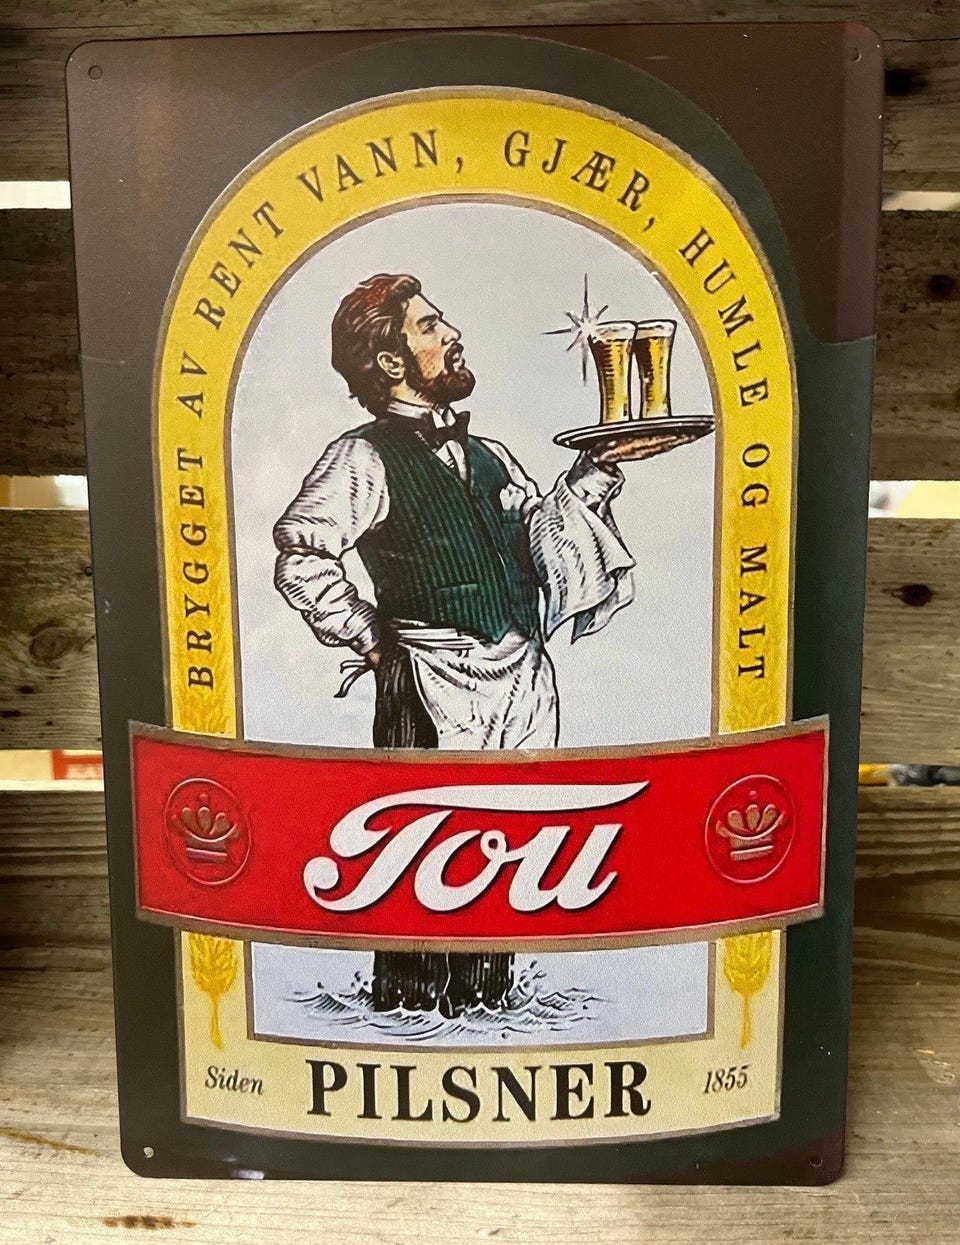 BRYGGET AV RENT VANN, GJÆR, HUMLE OG MALT
Tou
Siden PILSNER 1855